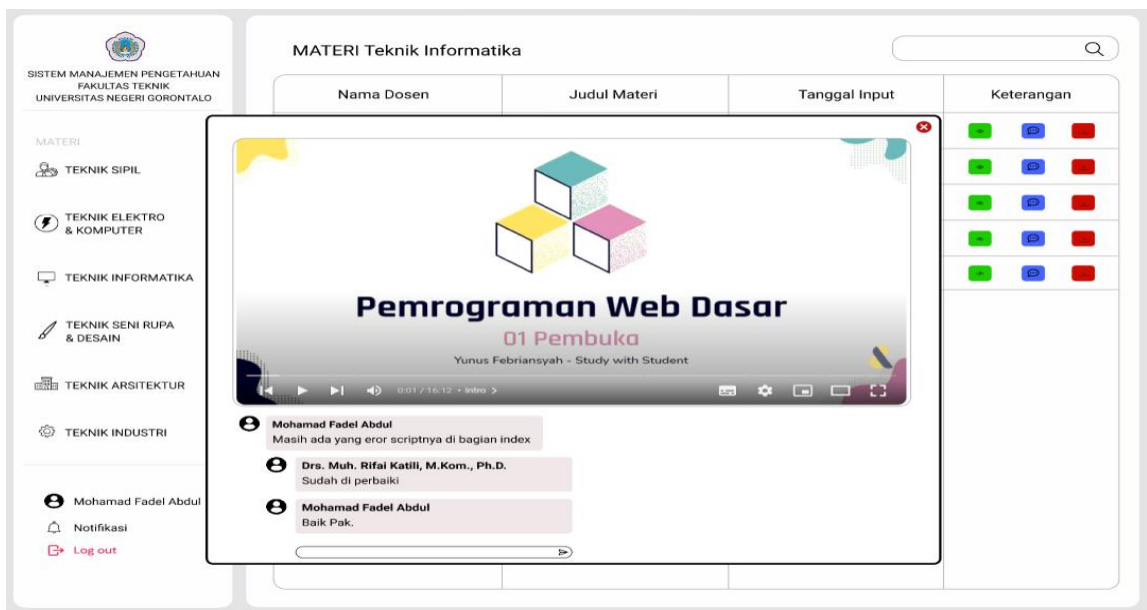 SISTEM MANAJEMEN PENGETAHUAN
FAKULTAS TEKNIK
UNIVERSITAS NEGERI GORONTALO
MATERI
TEKNIK SIPIL
TEKNIK ELEKTRO
& KOMPUTER
TEKNIK INFORMATIKA
TEKNIK SENI RUPA
& DESAIN
TEKNIK ARSITEKTUR
TEKNIK INDUSTRI
Mohamad Fadel Abdul
Notifikasi
Log out
MATERI Teknik Informatika
Nama Dosen Judul Materi Tanggal Input Keterangan
Pemrograman Web Dasar
01 Pembuka
Yunus Febriansyah - Study with Student
0:01 / 16:12 • Intro >
Mohamad Fadel Abdul
Masih ada yang eror scriptnya di bagian index
Drs. Muh. Rifai Katili, M.Kom., Ph.D.
Sudah di perbaiki
Mohamad Fadel Abdul
Baik Pak.